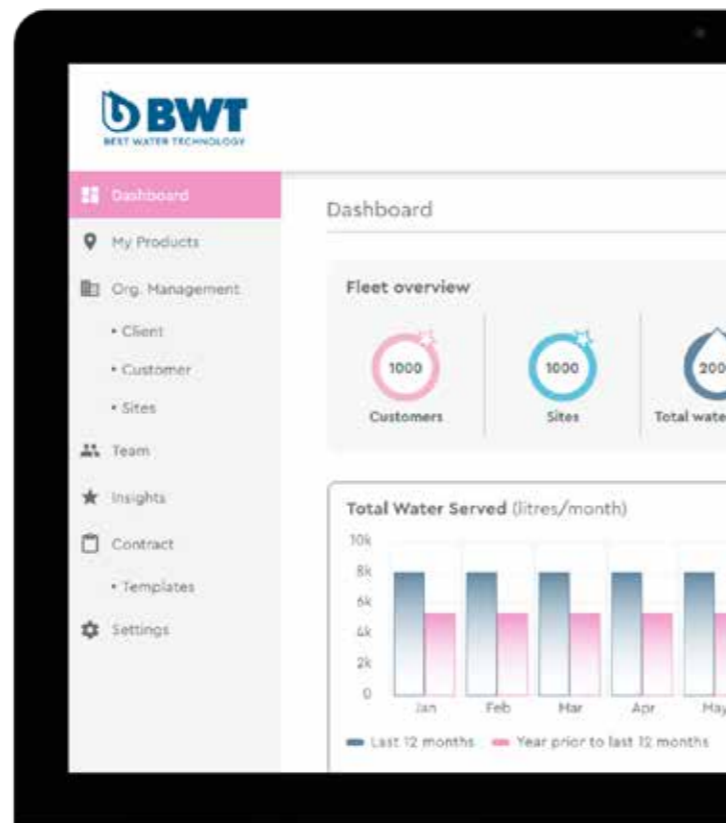 BWT
BEST WATER TECHNOLOGY
Dashboard
My Products
Org. Management
• Client
• Customer
• Sites
Team
Insights
Contract
• Templates
Settings
Dashboard
Fleet overview
1000
1000
200
Customers
Sites
Total wate
Total Water Served (litres/month)
10k
8k
6k
4k
2k
0
Jan Feb Mar Apr May
Last 12 months Year prior to last 12 months